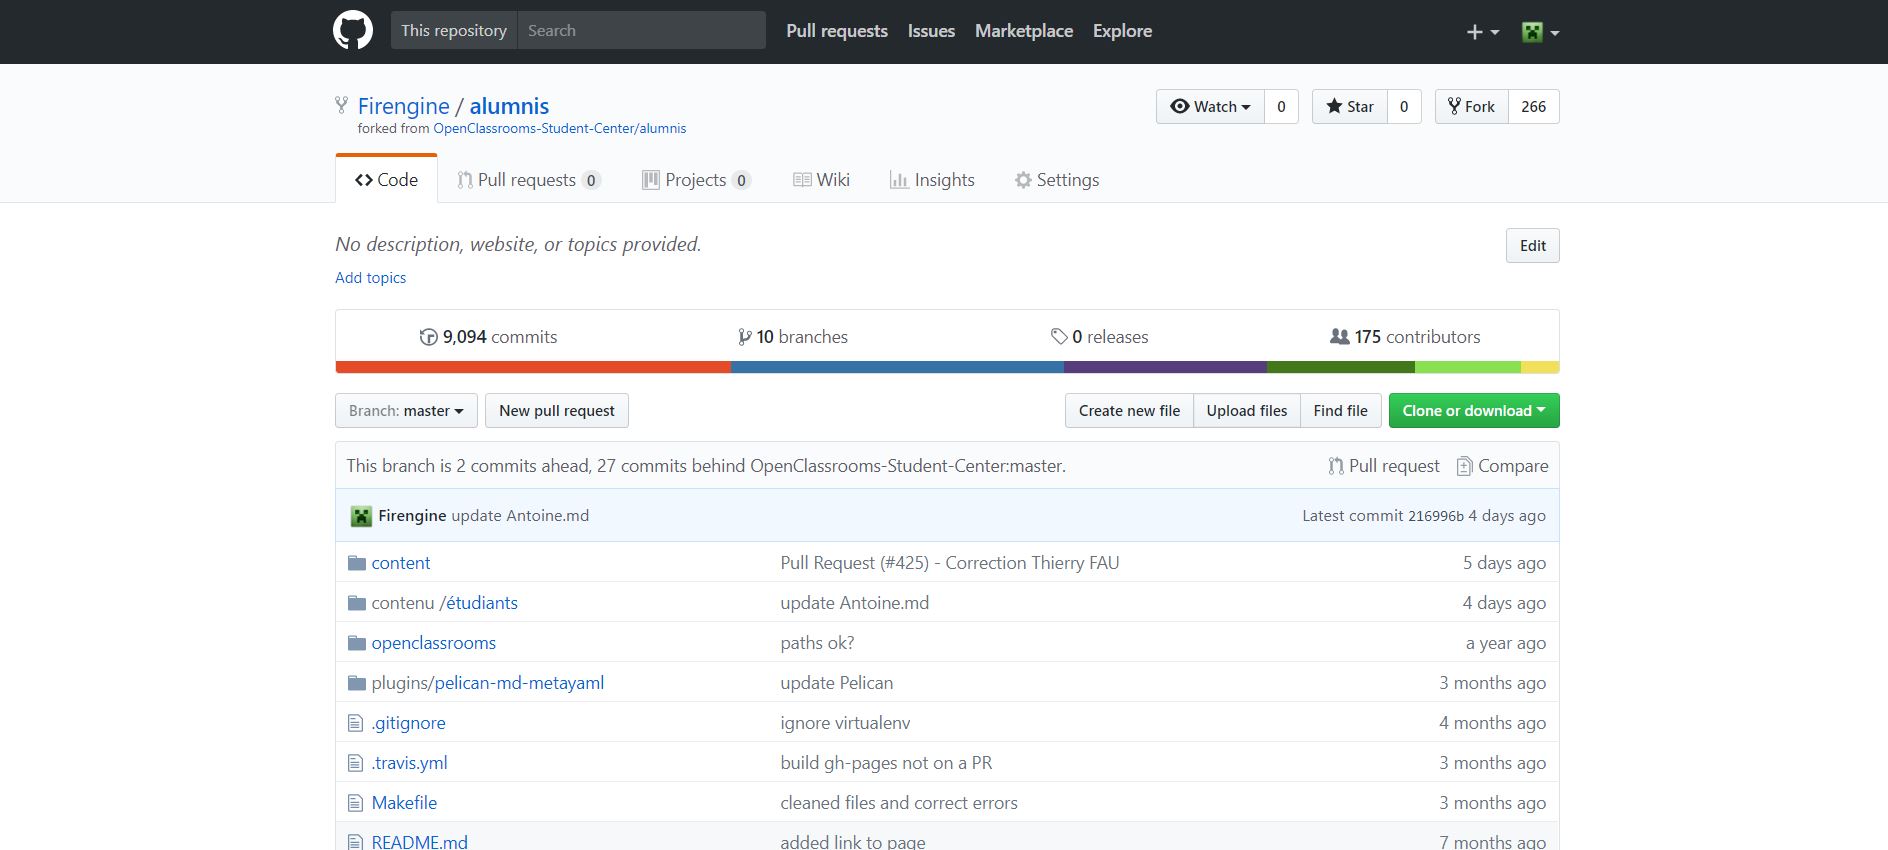 This repository Search Pull requests Issues Marketplace Explore
Firengine / alumnis Watch 0 Star 0 Fork 266
forked from OpenClassrooms-Student-Center/alumnis
Code Pull requests 0 Projects 0 Wiki Insights Settings
No description, website, or topics provided. Edit
Add topics
9,094 commits 10 branches 0 releases 175 contributors
Branch: master New pull request Create new file Upload files Find file Clone or download
This branch is 2 commits ahead, 27 commits behind OpenClassrooms-Student-Center:master. Pull request Compare
Firengine update Antoine.md Latest commit 216996b 4 days ago
content Pull Request (#425) - Correction Thierry FAU 5 days ago
contenu /étudiants update Antoine.md 4 days ago
openclassrooms paths ok? a year ago
plugins/pelican-md-metayaml update Pelican 3 months ago
.gitignore ignore virtualenv 4 months ago
.travis.yml build gh-pages not on a PR 3 months ago
Makefile cleaned files and correct errors 3 months ago
README.md added link to page 7 months ago